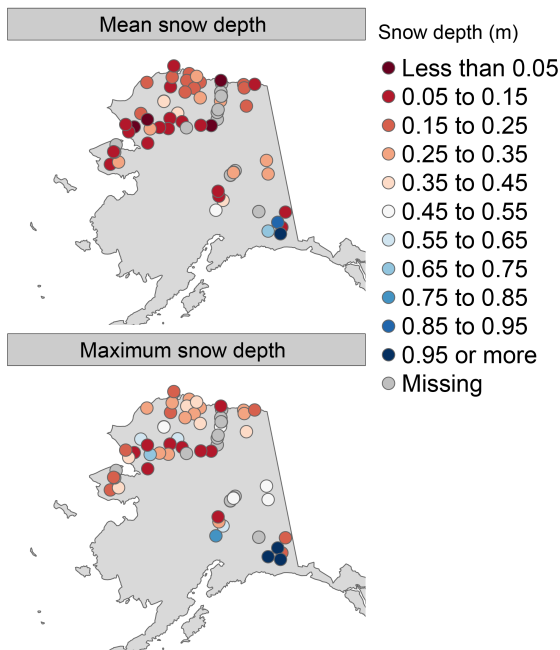 Mean snow depth
Snow depth (m)
Less than 0.05
0.05 to 0.15
0.15 to 0.25
0.25 to 0.35
0.35 to 0.45
0.45 to 0.55
0.55 to 0.65
0.65 to 0.75
0.75 to 0.85
0.85 to 0.95
0.95 or more
Missing
Maximum snow depth